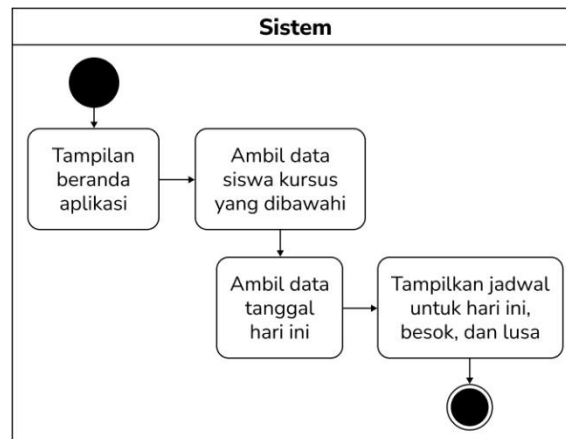 Sistem
Tampilan
beranda
aplikasi
Ambil data
siswa kursus
yang dibawahi
Ambil data
tanggal
hari ini
Tampilkan jadwal
untuk hari ini,
besok, dan lusa